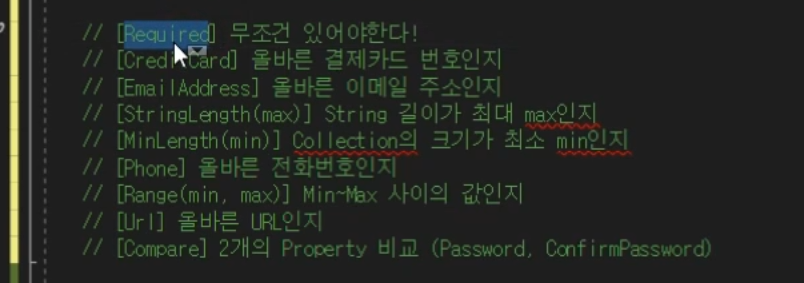 // [Required] 무조건 있어야한다!
// [CreditCard] 올바른 결제카드 번호인지
// [EmailAddress] 올바른 이메일 주소인지
// [StringLength(max)] String 길이가 최대 max인지
// [MinLength(min)] Collection의 크기가 최소 min인지
// [Phone] 올바른 전화번호인지
// [Range(min, max)] Min~Max 사이의 값인지
// [Url] 올바른 URL인지
// [Compare] 2개의 Property 비교 (Password, ConfirmPassword)